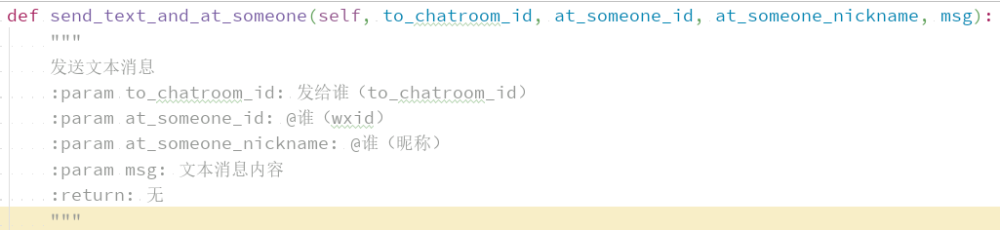 def send_text_and_at_someone(self, to_chatroom_id, at_someone_id, at_someone_nickname, msg):
"""
发送文本消息
:param to_chatroom_id: 发给谁（to_chatroom_id）
:param at_someone_id: @谁（wxid）
:param at_someone_nickname: @谁（昵称）
:param msg: 文本消息内容
:return: 无
"""